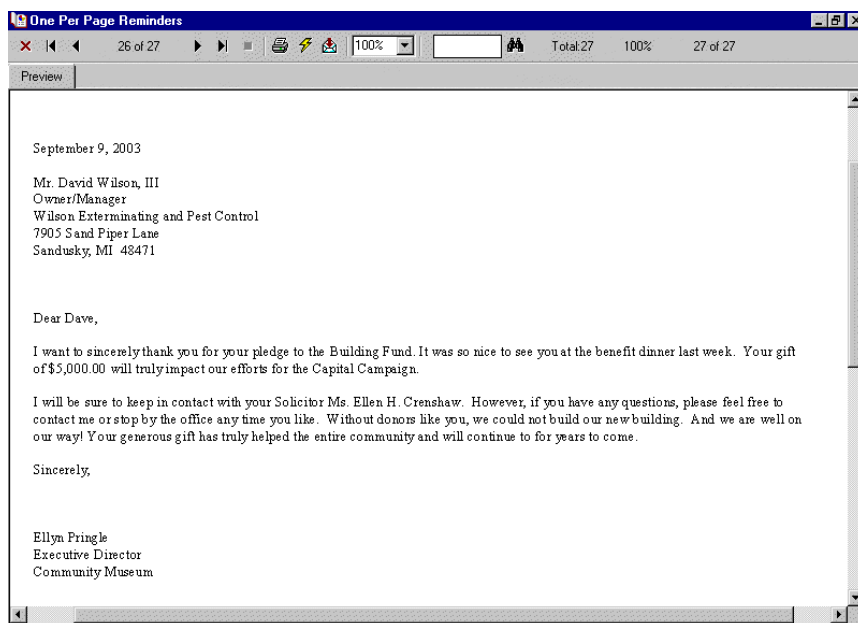 One Per Page Reminders
26 of 27
100%
Total:27
100%
27 of 27
Preview
September 9, 2003
Mr. David Wilson, III
Owner/Manager
Wilson Exterminating and Pest Control
7905 Sand Piper Lane
Sandusky, MI  48471
Dear Dave,
I want to sincerely thank you for your pledge to the Building Fund. It was so nice to see you at the benefit dinner last week.  Your gift
of $5,000.00 will truly impact our efforts for the Capital Campaign.
I will be sure to keep in contact with your Solicitor Ms. Ellen H. Crenshaw.  However, if you have any questions, please feel free to
contact me or stop by the office any time you like.  Without donors like you, we could not build our new building.  And we are well on
our way! Your generous gift has truly helped the entire community and will continue to for years to come.
Sincerely,
Ellyn Pringle
Executive Director
Community Museum